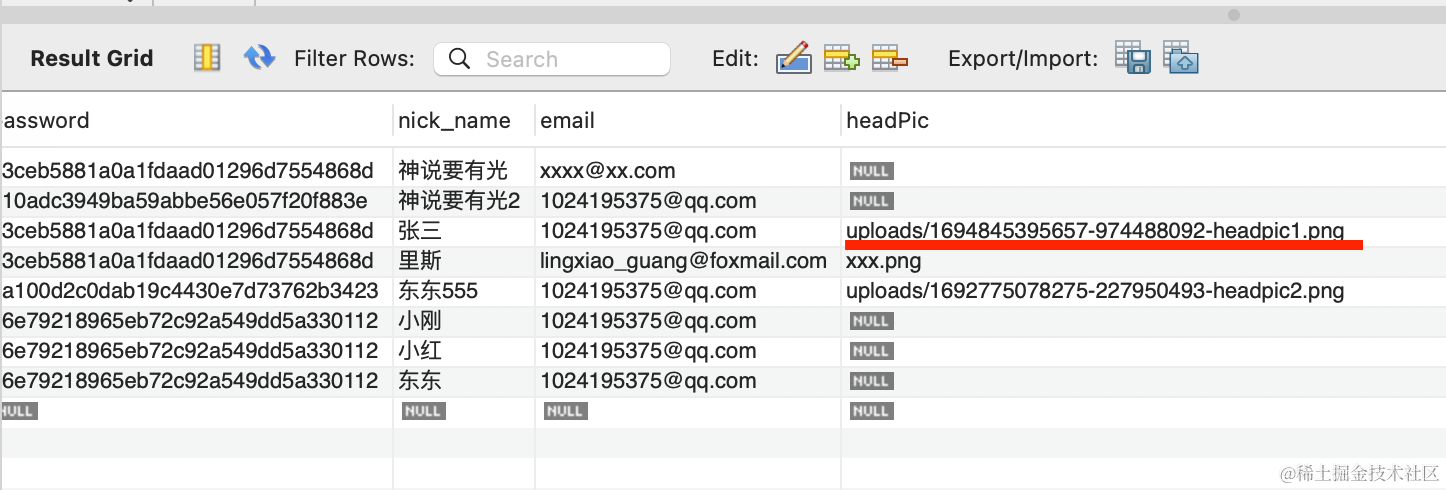 Result Grid Filter Rows: Search Edit: Export/Import:
assword nick_name email headPic
3ceb5881a0a1fdaad01296d7554868d 神说要有光 xxxx@xx.com NULL
10adc3949ba59abbe56e057f20f883e 神说要有光2 1024195375@qq.com NULL
3ceb5881a0a1fdaad01296d7554868d 张三 1024195375@qq.com uploads/1694845395657-974488092-headpic1.png
3ceb5881a0a1fdaad01296d7554868d 里斯 lingxiao_guang@foxmail.com xxx.png
a100d2c0dab19c4430e7d73762b3423 东东555 1024195375@qq.com uploads/1692775078275-227950493-headpic2.png
6e79218965eb72c92a549dd5a330112 小刚 1024195375@qq.com NULL
6e79218965eb72c92a549dd5a330112 小红 1024195375@qq.com NULL
6e79218965eb72c92a549dd5a330112 东东 1024195375@qq.com NULL
NULL NULL NULL NULL
@稀土掘金技术社区